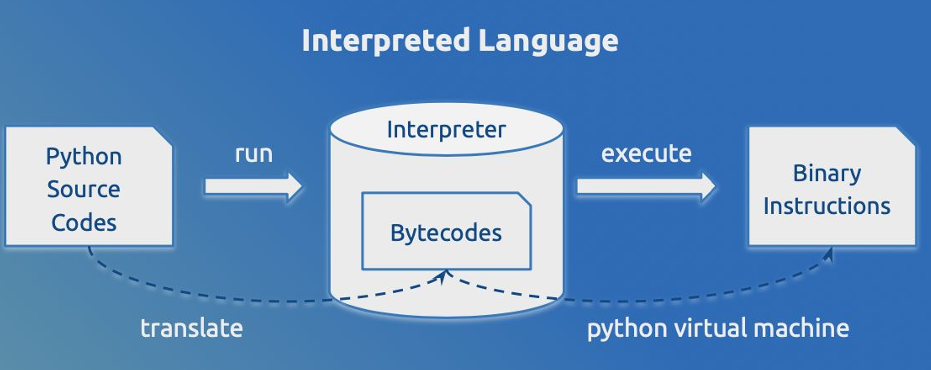 Interpreted Language
Python
Source
Codes
run
Interpreter
Bytecodes
execute
Binary
Instructions
translate
python virtual machine